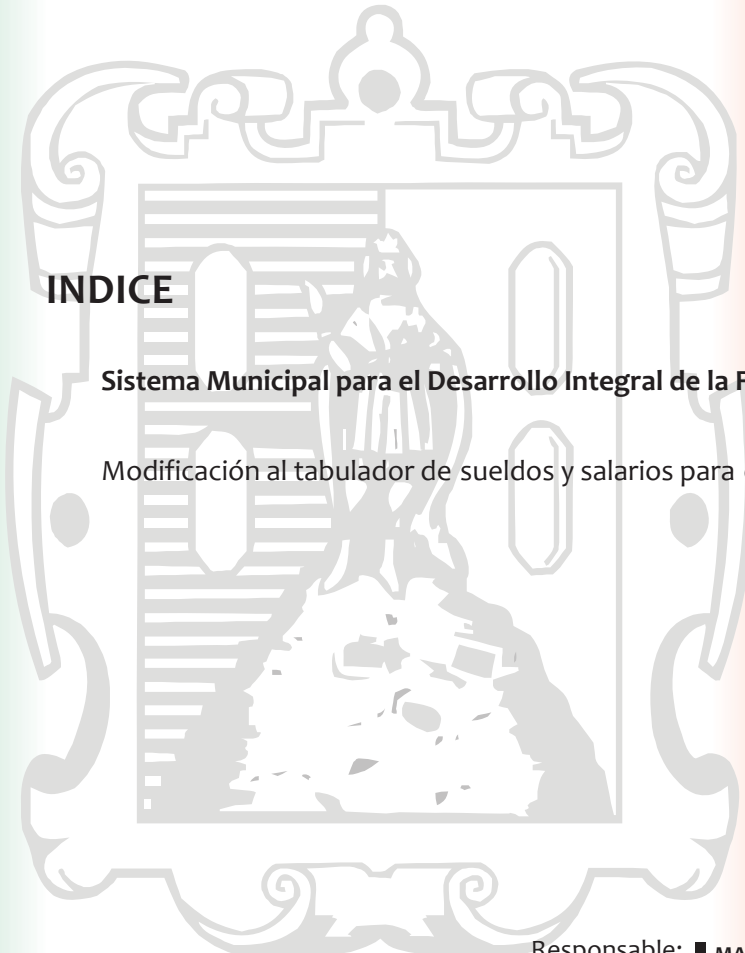 INDICE
Sistema Municipal para el Desarrollo Integral de la
Modificación al tabulador de sueldos y salarios para
Responsable: